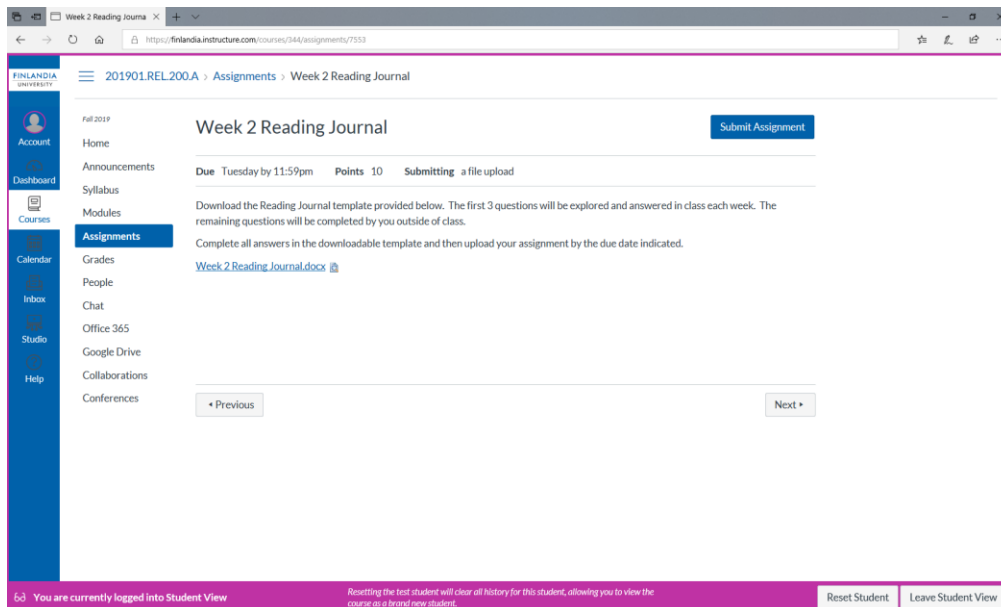 Week 2 Reading Journa
https://finlandia.instructure.com/courses/344/assignments/7553
FINLANDIA
UNIVERSITY
201901.REL.200.A > Assignments > Week 2 Reading Journal
Account
Dashboard
Courses
Calendar
Inbox
Studio
Help
Fall 2019
Home
Announcements
Syllabus
Modules
Assignments
Grades
People
Chat
Office 365
Google Drive
Collaborations
Conferences
Week 2 Reading Journal
Submit Assignment
Due Tuesday by 11:59pm Points 10 Submitting a file upload
Download the Reading Journal template provided below. The first 3 questions will be explored and answered in class each week. The
remaining questions will be completed by you outside of class.
Complete all answers in the downloadable template and then upload your assignment by the due date indicated.
Week 2 Reading Journal.docx
Previous
Next
You are currently logged into Student View
Resetting the test student will clear all history for this student, allowing you to view the
course as a brand new student.
Reset Student
Leave Student View